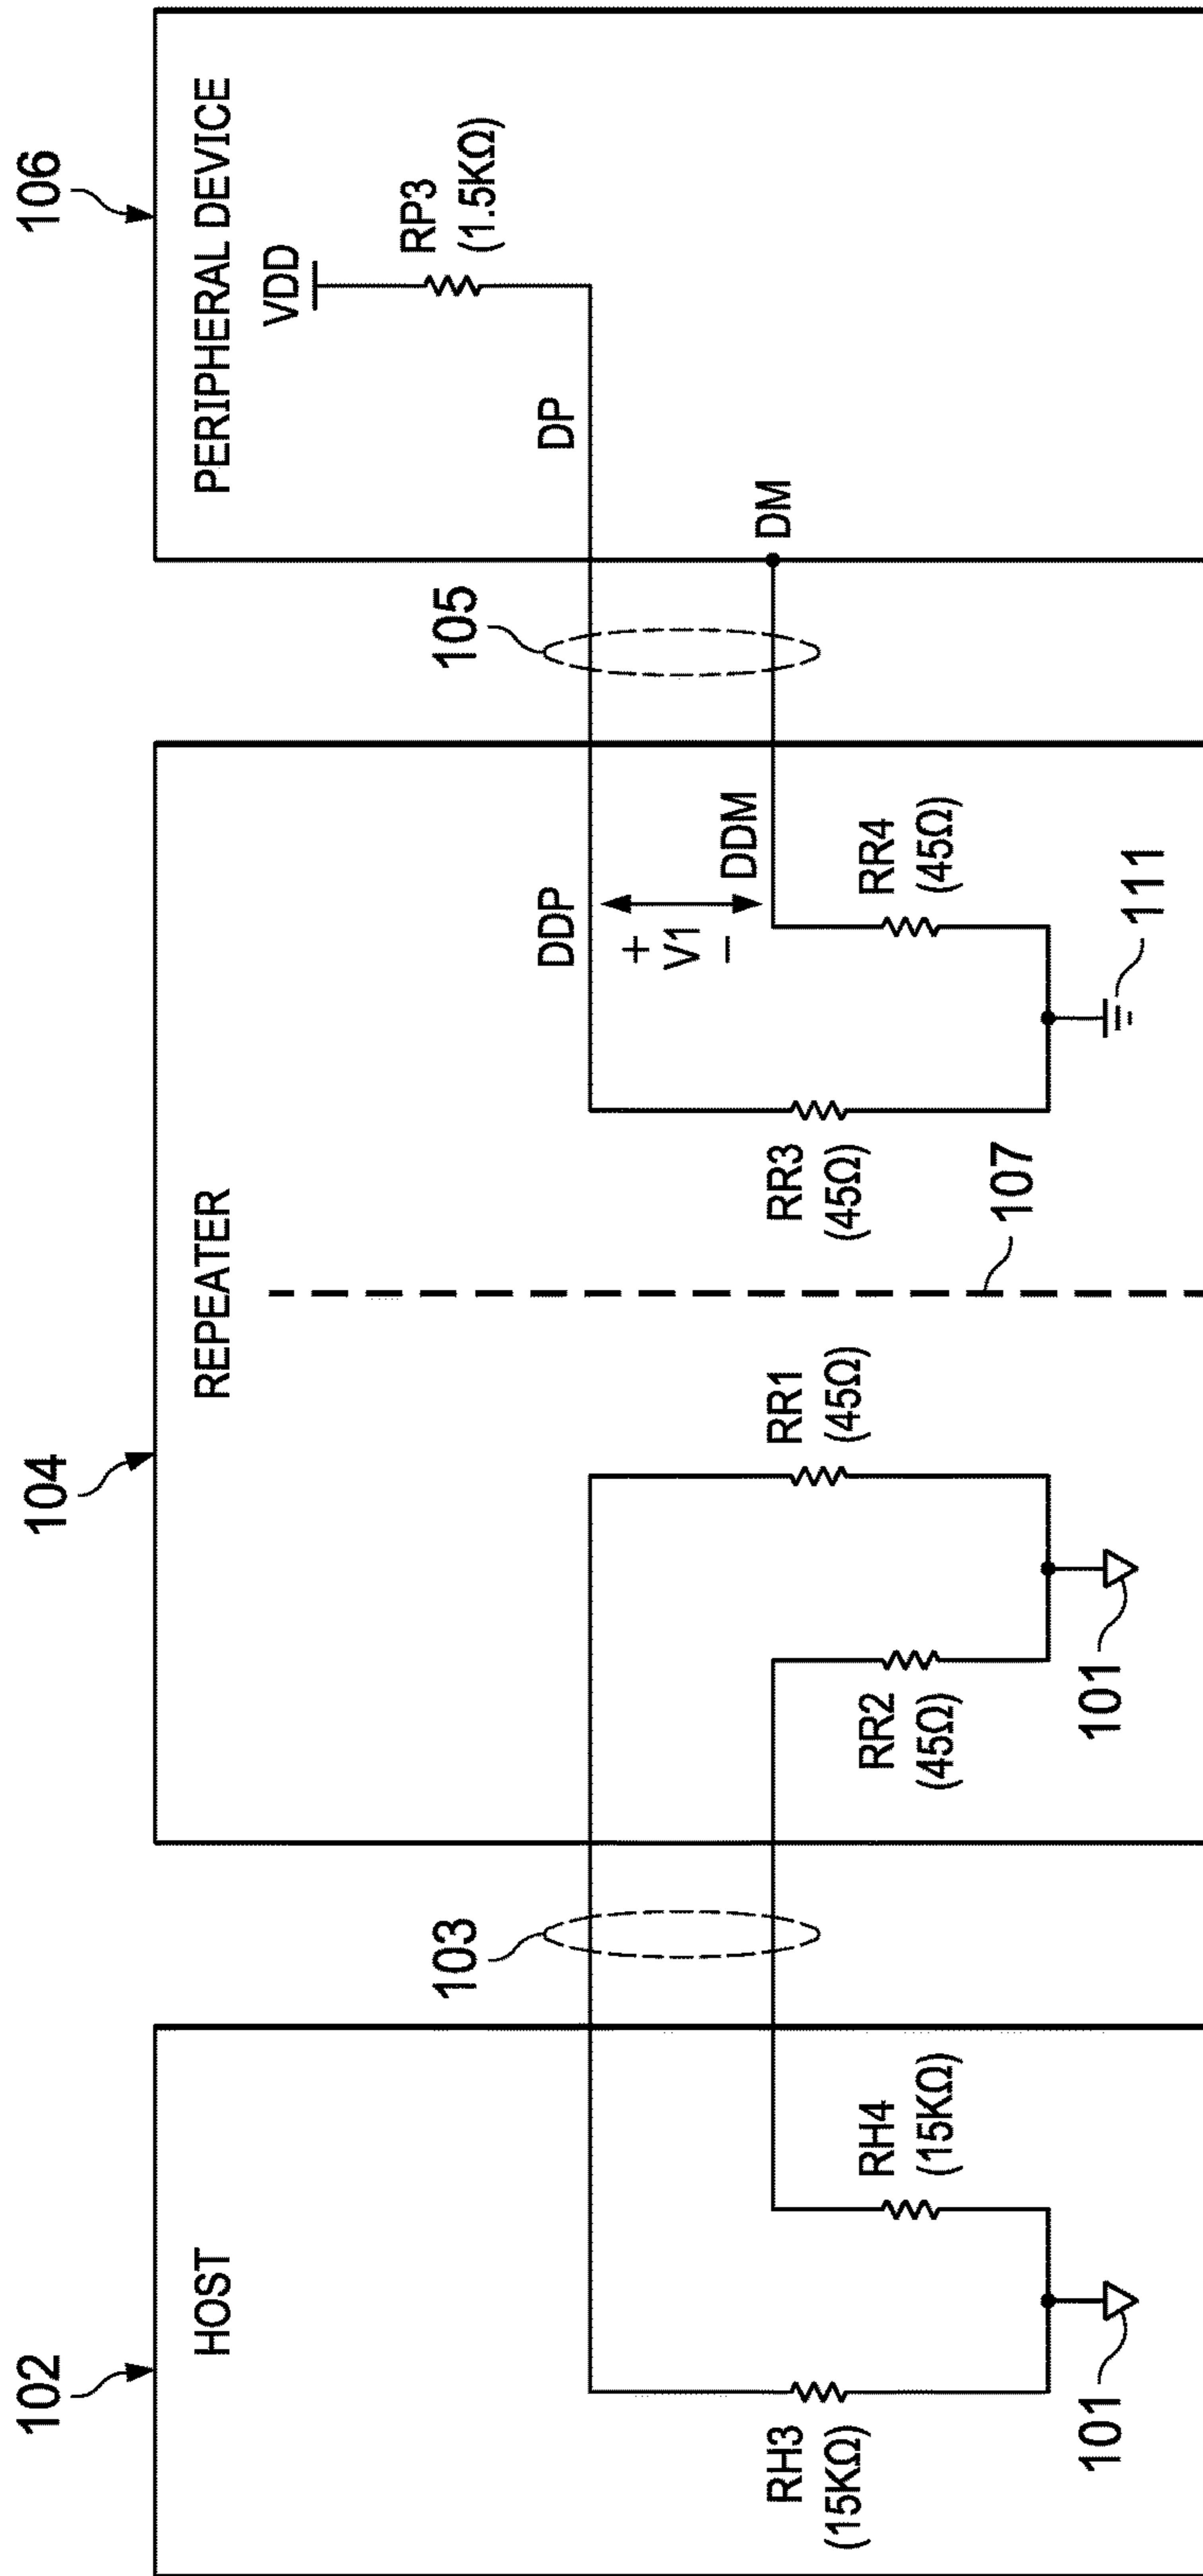 102
HOST
RH3
(15KΩ)
RH4
(15KΩ)
101
103
104
REPEATER
RR2
(45Ω)
RR1
(45Ω)
101
107
RR3
(45Ω)
DDP
+
V1
–
DDM
RR4
(45Ω)
111
105
106
PERIPHERAL DEVICE
VDD
RP3
(1.5KΩ)
DP
DM